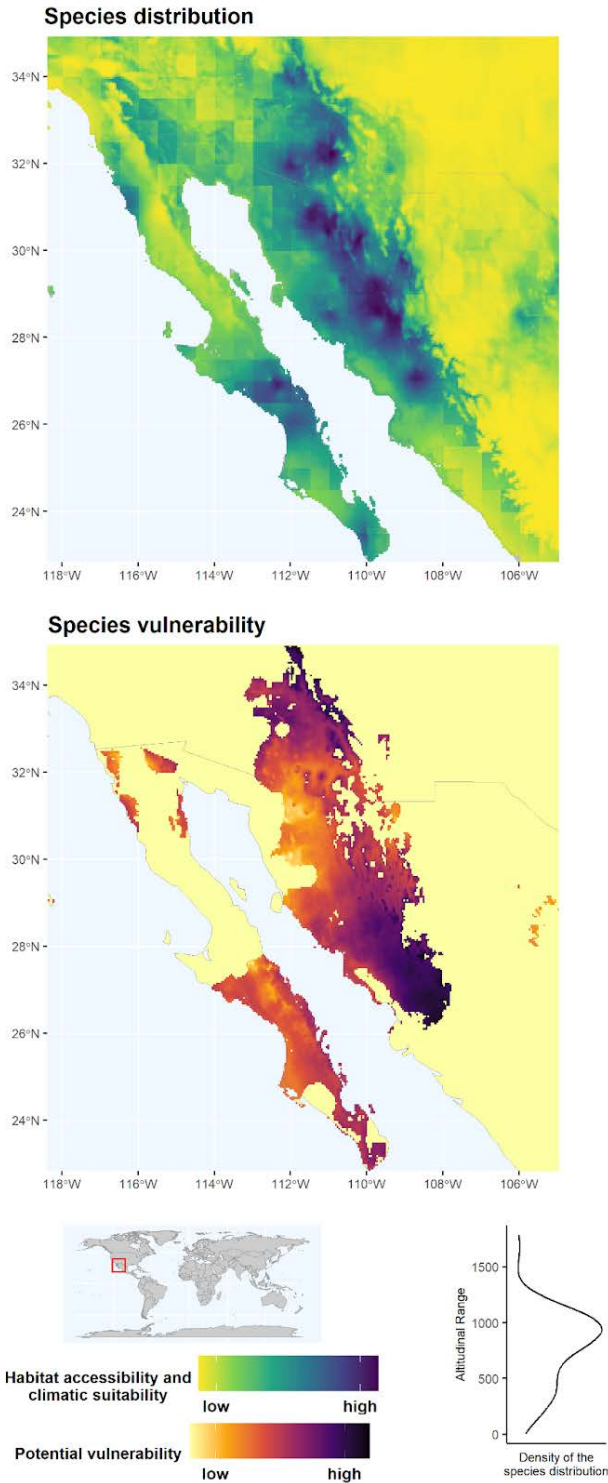 Species distribution
34°N
32°N
30°N
28°N
26°N
24°N
118°W 116°W 114°W 112°W 110°W 108°W 106°W
Species vulnerability
34°N
32°N
30°N
28°N
26°N
24°N
118°W 116°W 114°W 112°W 110°W 108°W 106°W
Habitat accessibility and
climatic suitability
low high
Potential vulnerability
low high
Altitudinal Range
1500
1000
500
0
Density of the
species distribution